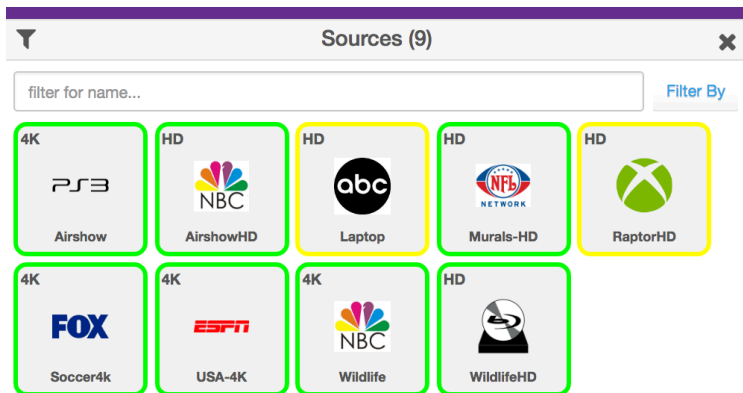 Sources (9)
filter for name...
Filter By
4K
HD
HD
HD
HD
PS3
NBC
abc
NFL
NETWORK
Airshow
AirshowHD
Laptop
Murals-HD
RaptorHD
4K
4K
4K
HD
FOX
ESPN
NBC
Soccer4k
USA-4K
Wildlife
WildlifeHD